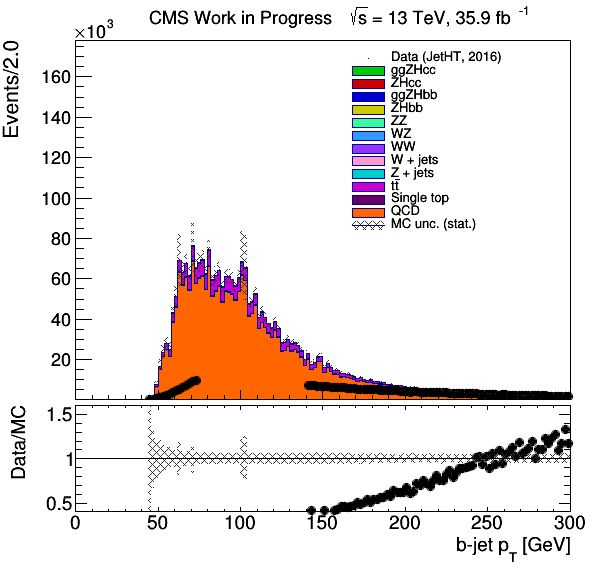 CMS Work in Progress √s = 13 TeV, 35.9 fb⁻¹
×10³
Events/2.0
160
140
120
100
80
60
40
20
Data (JetHT, 2016)
ggZHcc
ZHcc
ggZHbb
ZHbb
ZZ
WZ
WW
W + jets
Z + jets
tt̄
Single top
QCD
MC unc. (stat.)
Data/MC
1.5
1
0.5
0 50 100 150 200 250 300
b-jet p_T [GeV]